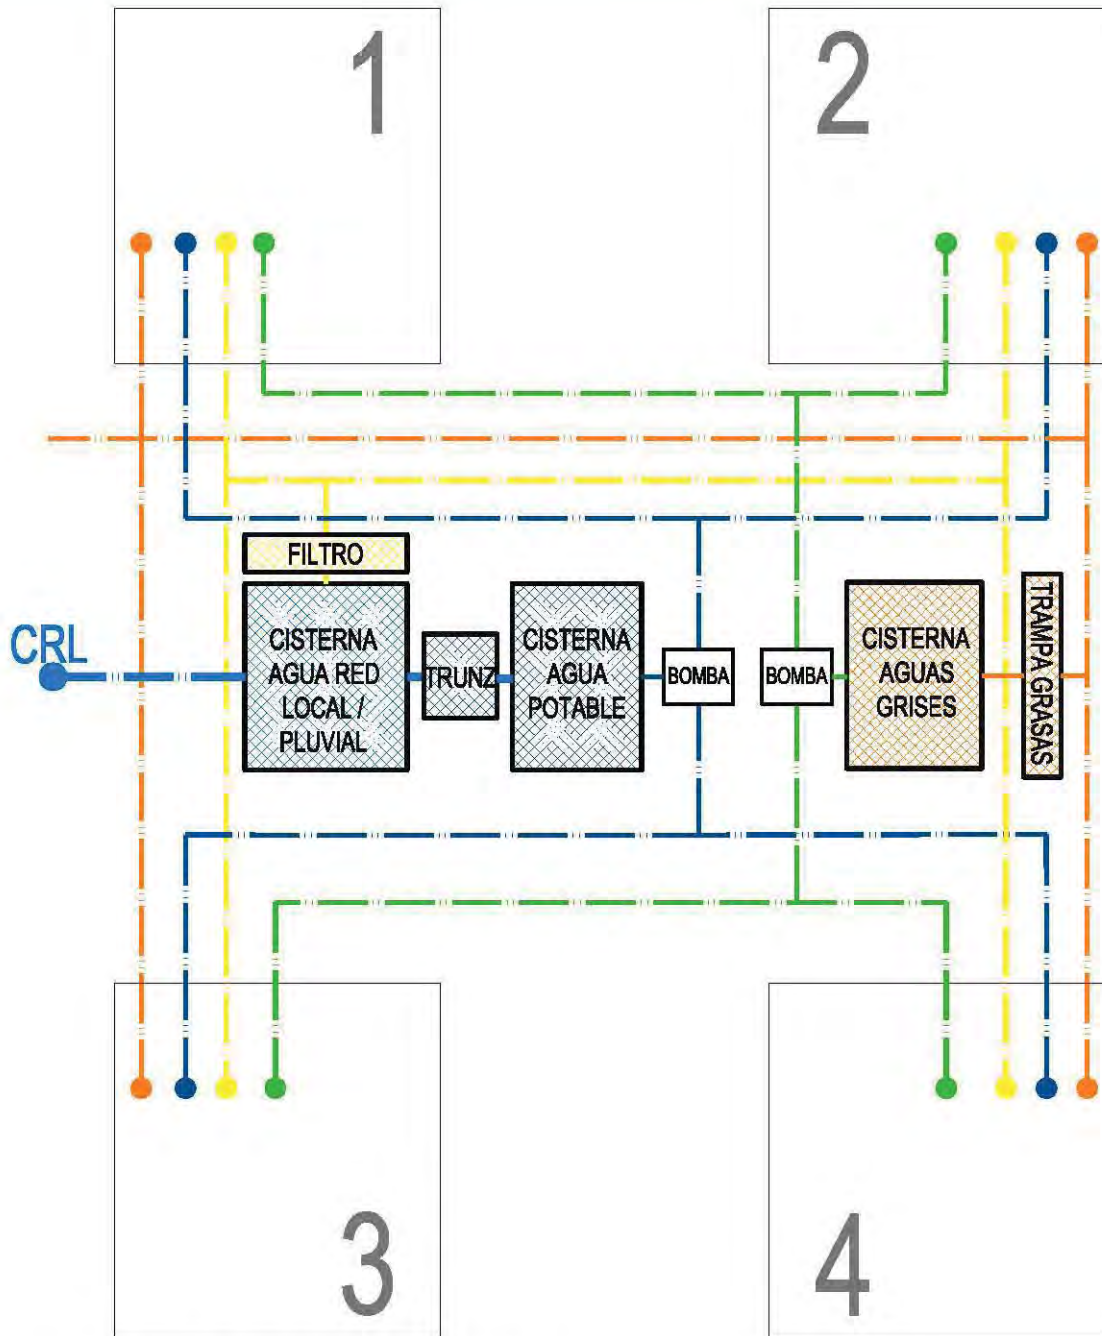 1
2
FILTRO
CRL
CISTERNA
AGUA RED
LOCAL /
PLUVIAL
TRUNZ
CISTERNA
AGUA
POTABLE
BOMBA
BOMBA
CISTERNA
AGUAS
GRISES
TRAMPA GRASAS
3
4